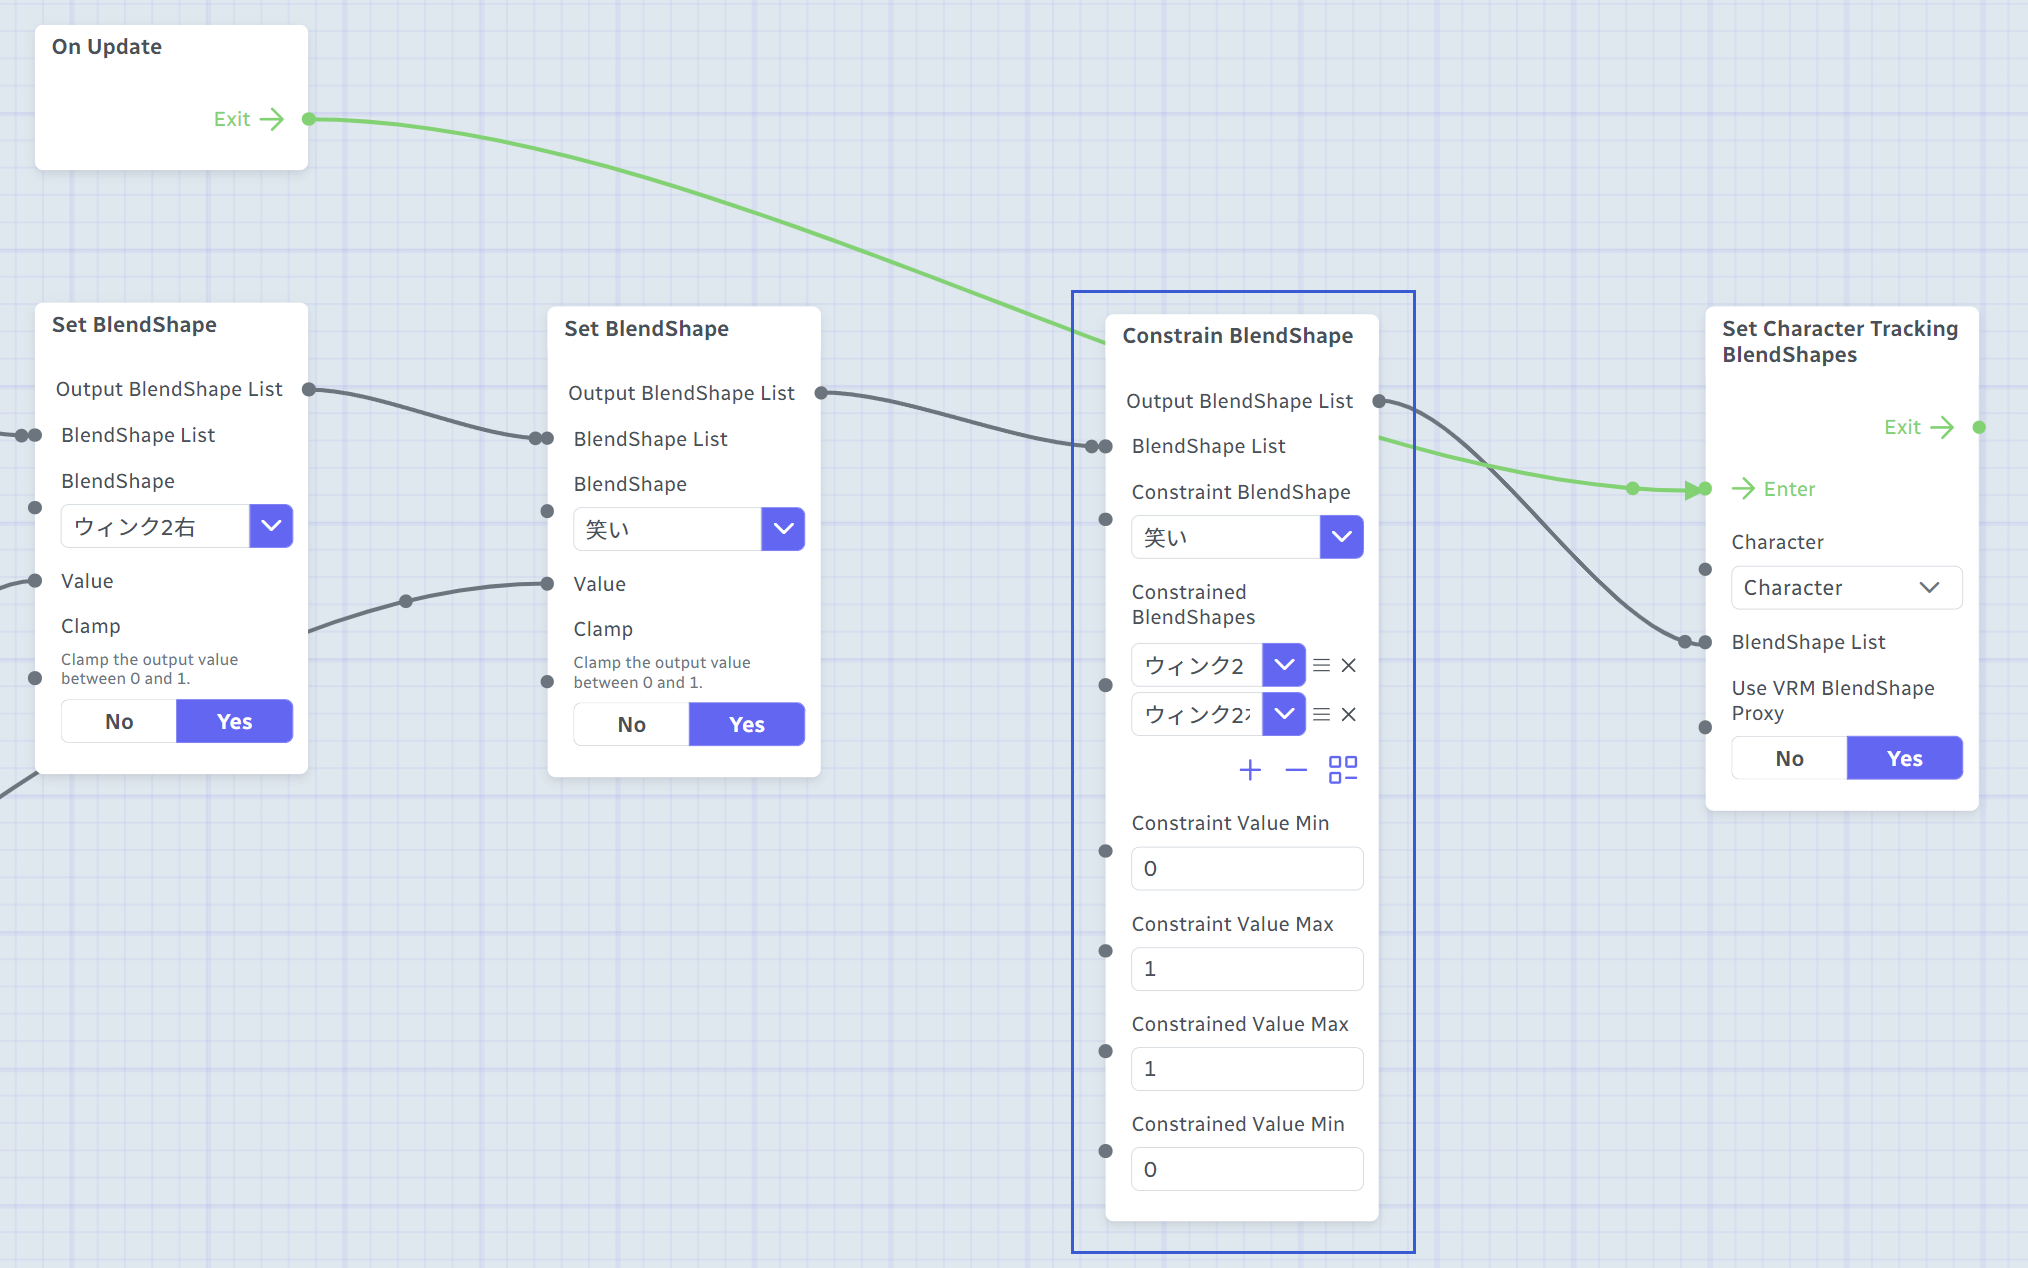 On Update
Exit
Set BlendShape
Output BlendShape List
BlendShape List
BlendShape
ウィンク2右
Value
Clamp
Clamp the output value
between 0 and 1.
No
Yes
Set BlendShape
Output BlendShape List
BlendShape List
BlendShape
笑い
Value
Clamp
Clamp the output value
between 0 and 1.
No
Yes
Constrain BlendShape
Output BlendShape List
BlendShape List
Constraint BlendShape
笑い
Constrained
BlendShapes
ウィンク2
ウィンク2
Constraint Value Min
0
Constraint Value Max
1
Constrained Value Max
1
Constrained Value Min
0
Set Character Tracking
BlendShapes
Exit
Enter
Character
Character
BlendShape List
Use VRM BlendShape
Proxy
No
Yes